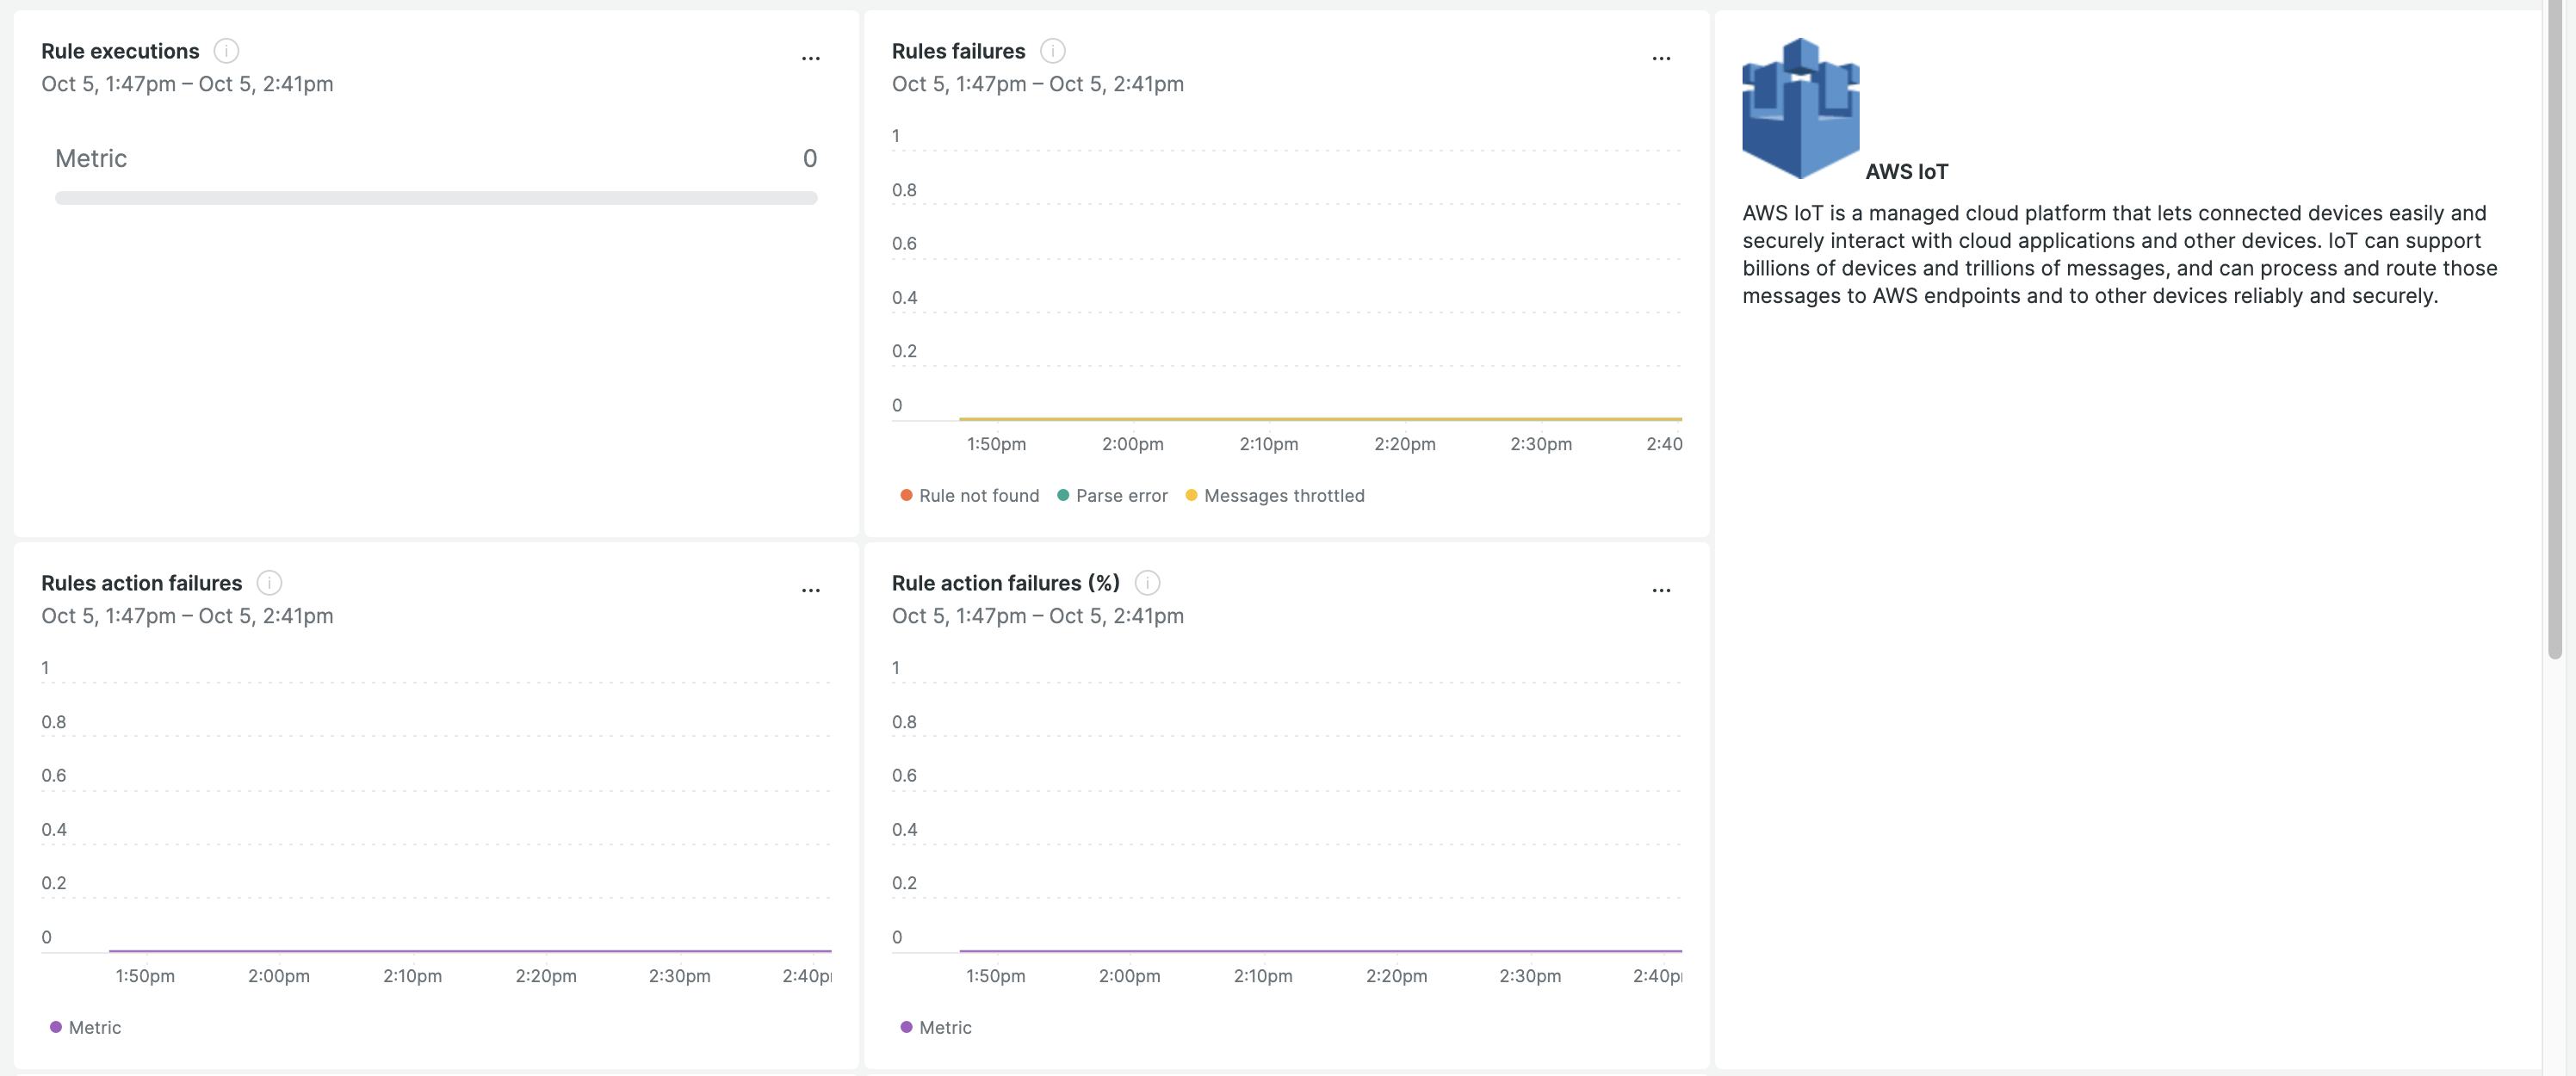 Rule executions
Oct 5, 1:47pm – Oct 5, 2:41pm
Metric 0
Rules failures
Oct 5, 1:47pm – Oct 5, 2:41pm
1
0.8
0.6
0.4
0.2
0
1:50pm 2:00pm 2:10pm 2:20pm 2:30pm 2:40
Rule not found Parse error Messages throttled
AWS IoT
AWS IoT is a managed cloud platform that lets connected devices easily and
securely interact with cloud applications and other devices. IoT can support
billions of devices and trillions of messages, and can process and route those
messages to AWS endpoints and to other devices reliably and securely.
Rules action failures
Oct 5, 1:47pm – Oct 5, 2:41pm
1
0.8
0.6
0.4
0.2
0
1:50pm 2:00pm 2:10pm 2:20pm 2:30pm 2:40p
Metric
Rule action failures (%)
Oct 5, 1:47pm – Oct 5, 2:41pm
1
0.8
0.6
0.4
0.2
0
1:50pm 2:00pm 2:10pm 2:20pm 2:30pm 2:40p
Metric